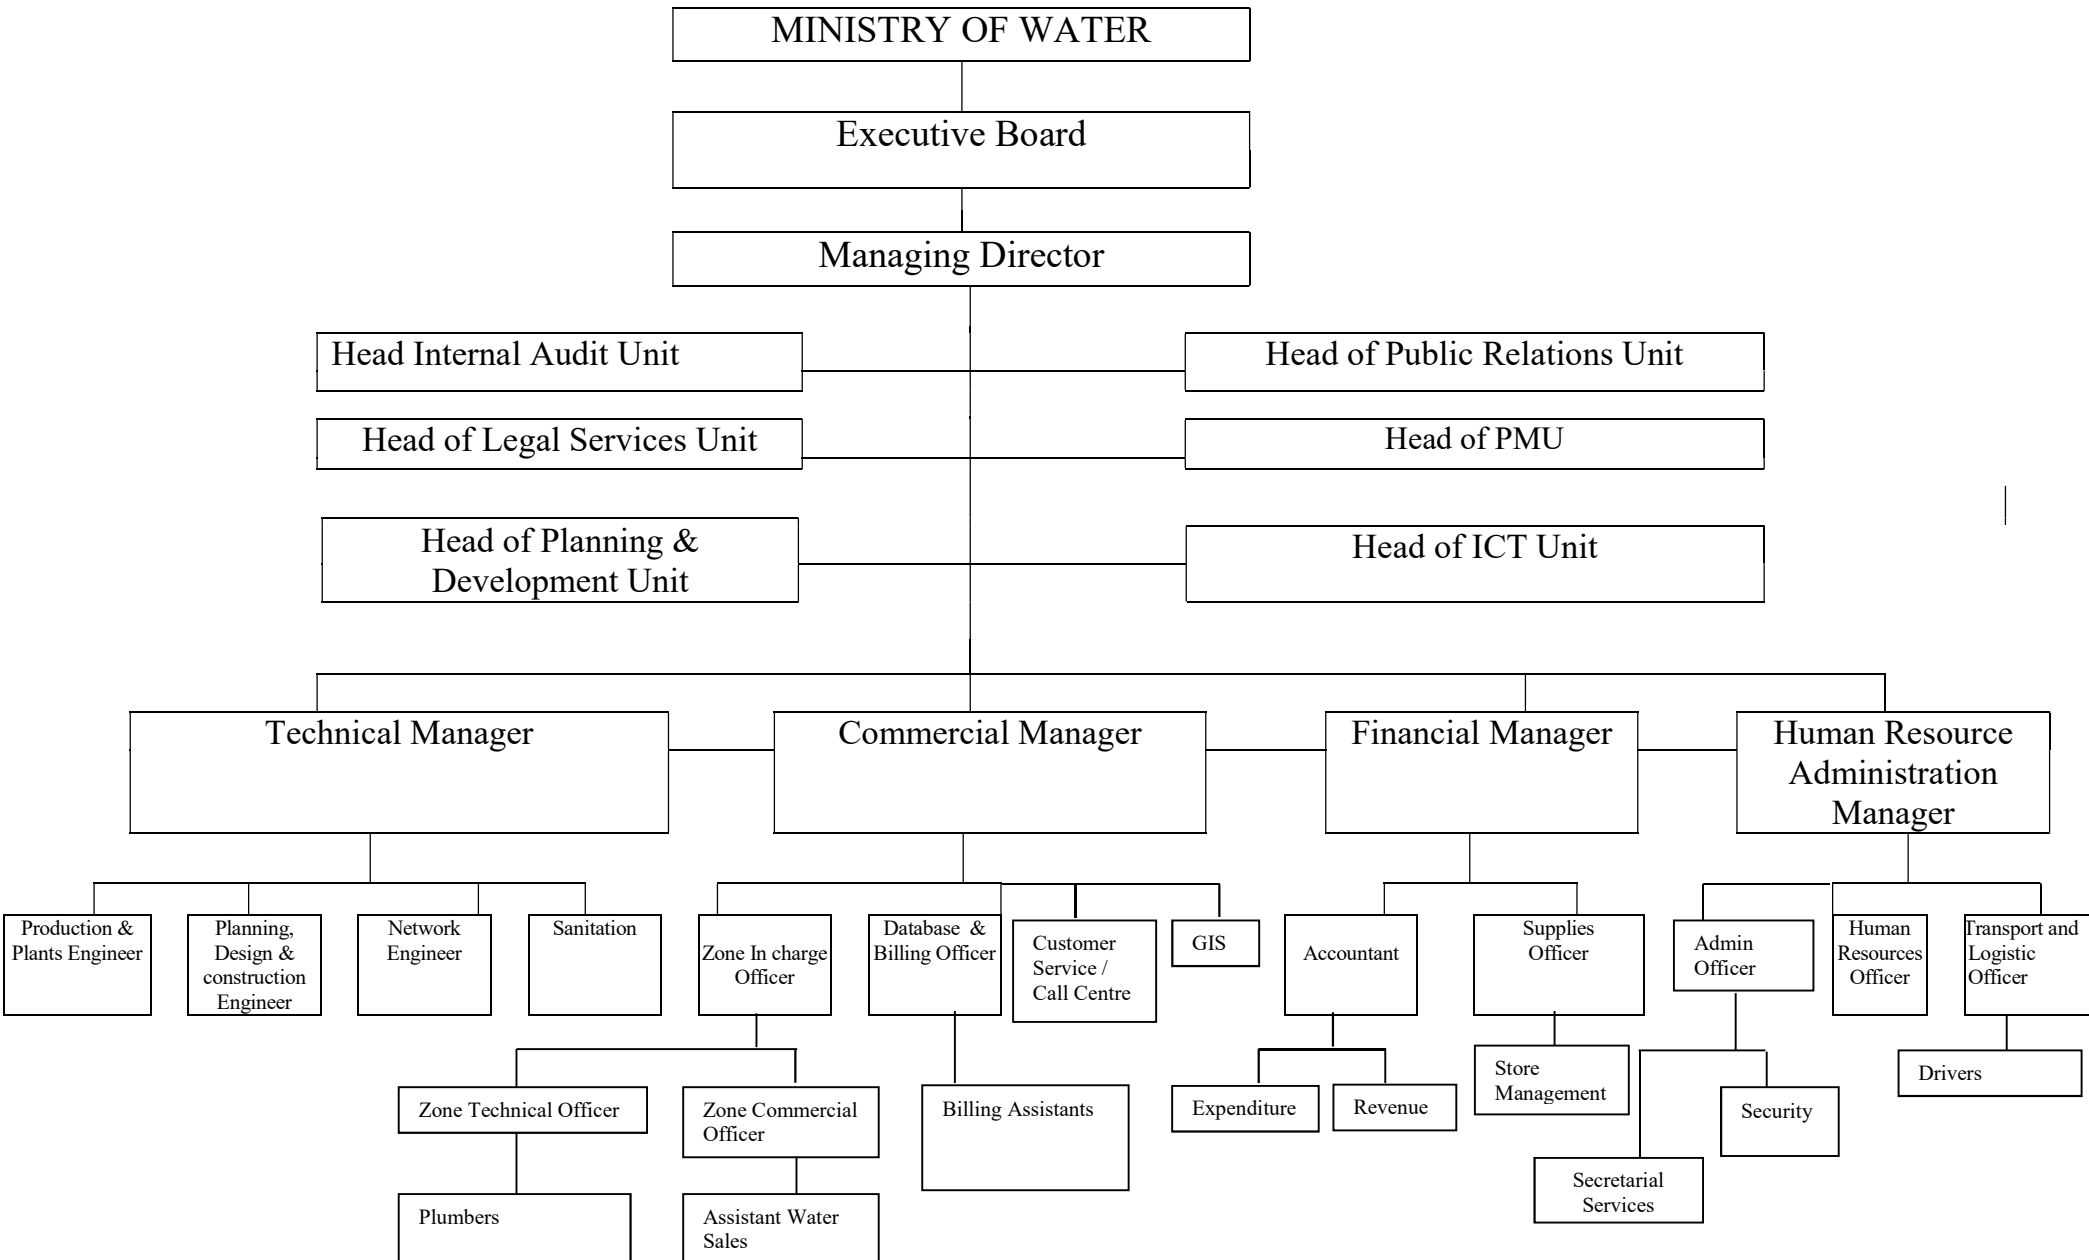 MINISTRY OF WATER
Executive Board
Managing Director
Head Internal Audit Unit
Head of Public Relations Unit
Head of Legal Services Unit
Head of PMU
Head of Planning &
Development Unit
Head of ICT Unit
Technical Manager
Commercial Manager
Financial Manager
Human Resource
Administration
Manager
Production &
Plants Engineer
Planning,
Design &
construction
Engineer
Network
Engineer
Sanitation
Zone In charge
Officer
Database &
Billing Officer
Customer
Service /
Call Centre
GIS
Accountant
Supplies
Officer
Admin
Officer
Human
Resources
Officer
Transport and
Logistic
Officer
Zone Technical Officer
Zone Commercial
Officer
Billing Assistants
Expenditure
Revenue
Store
Management
Security
Drivers
Secretarial
Services
Plumbers
Assistant Water
Sales